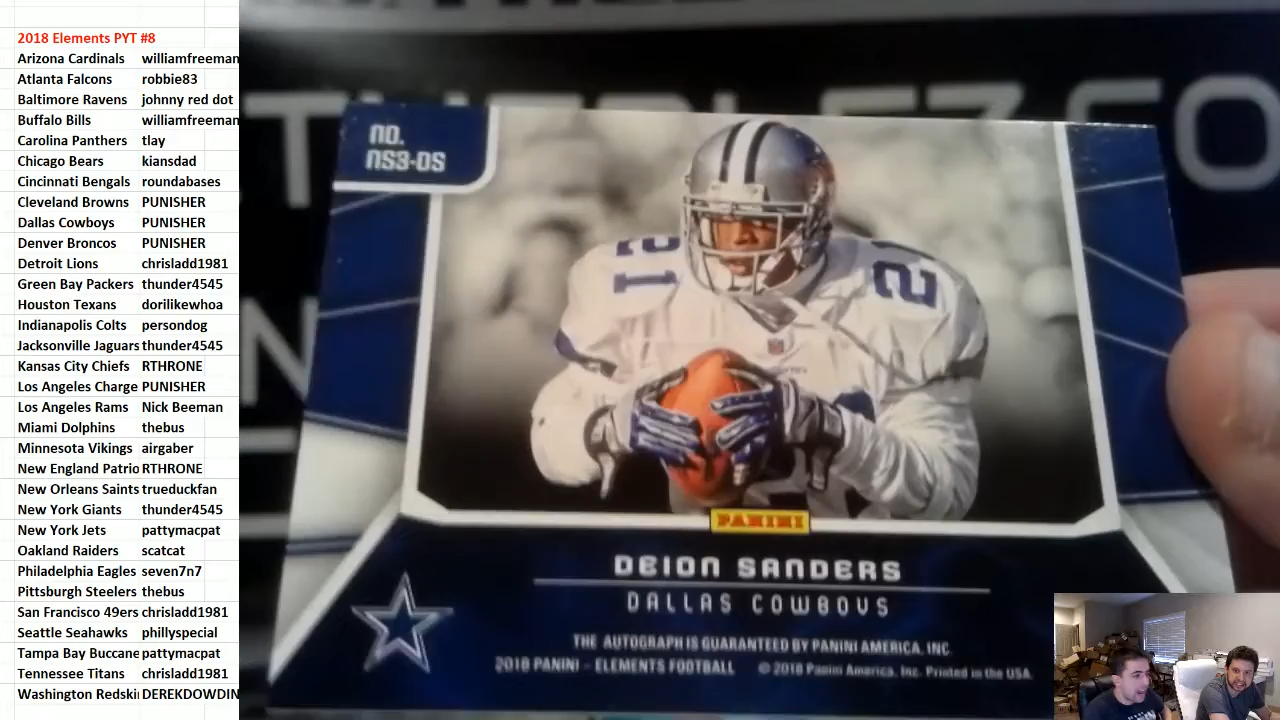 2018 Elements PYT #8
Arizona Cardinals williamfreeman
Atlanta Falcons robbie83
Baltimore Ravens johnny red dot
Buffalo Bills williamfreeman
Carolina Panthers tlay
Chicago Bears kiansdad
Cincinnati Bengals roundabases
Cleveland Browns PUNISHER
Dallas Cowboys PUNISHER
Denver Broncos PUNISHER
Detroit Lions chrisladd1981
Green Bay Packers thunder4545
Houston Texans dorilikewhoa
Indianapolis Colts persondog
Jacksonville Jaguars thunder4545
Kansas City Chiefs RTHRONE
Los Angeles Charge PUNISHER
Los Angeles Rams Nick Beeman
Miami Dolphins thebus
Minnesota Vikings airgaber
New England Patrio RTHRONE
New Orleans Saints trueduckfan
New York Giants thunder4545
New York Jets pattymacpat
Oakland Raiders scatcat
Philadelphia Eagles seven7n7
Pittsburgh Steelers thebus
San Francisco 49ers chrisladd1981
Seattle Seahawks phillyspecial
Tampa Bay Buccane pattymacpat
Tennessee Titans chrisladd1981
Washington Redski DEREKDOWDIN
NO.
NS3-DS
21
2
PANINI
DEION SANDERS
DALLAS COWBOYS
THE AUTOGRAPH IS GUARANTEED BY PANINI AMERICA, INC.
2018 PANINI - ELEMENTS FOOTBALL © 2018 Panini America, Inc. Printed in the USA.